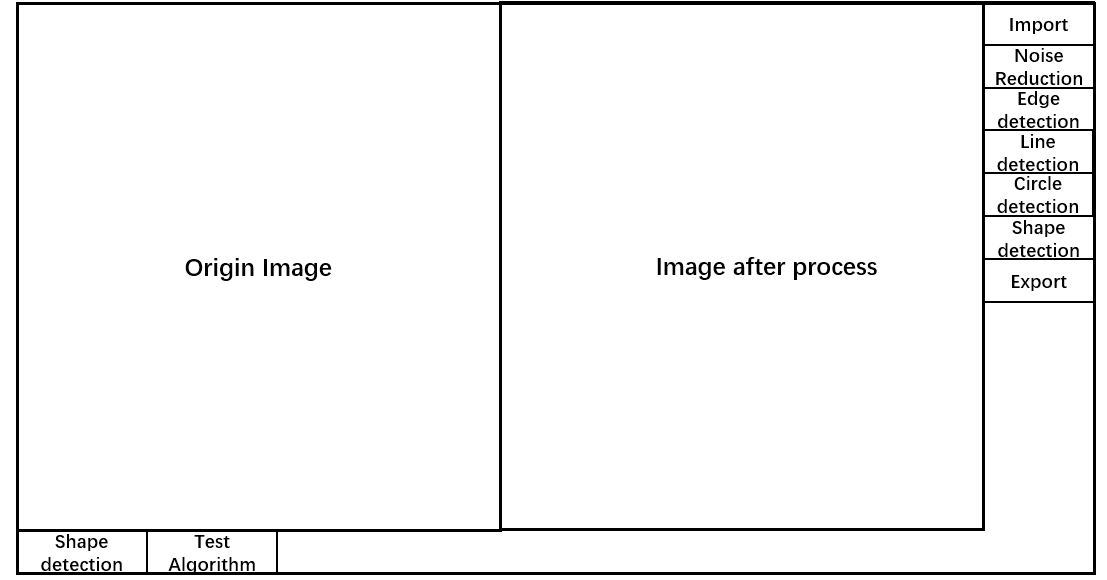 Origin Image
Image after process
Import
Noise
Reduction
Edge
detection
Line
detection
Circle
detection
Shape
detection
Export
Shape
detection
Test
Algorithm